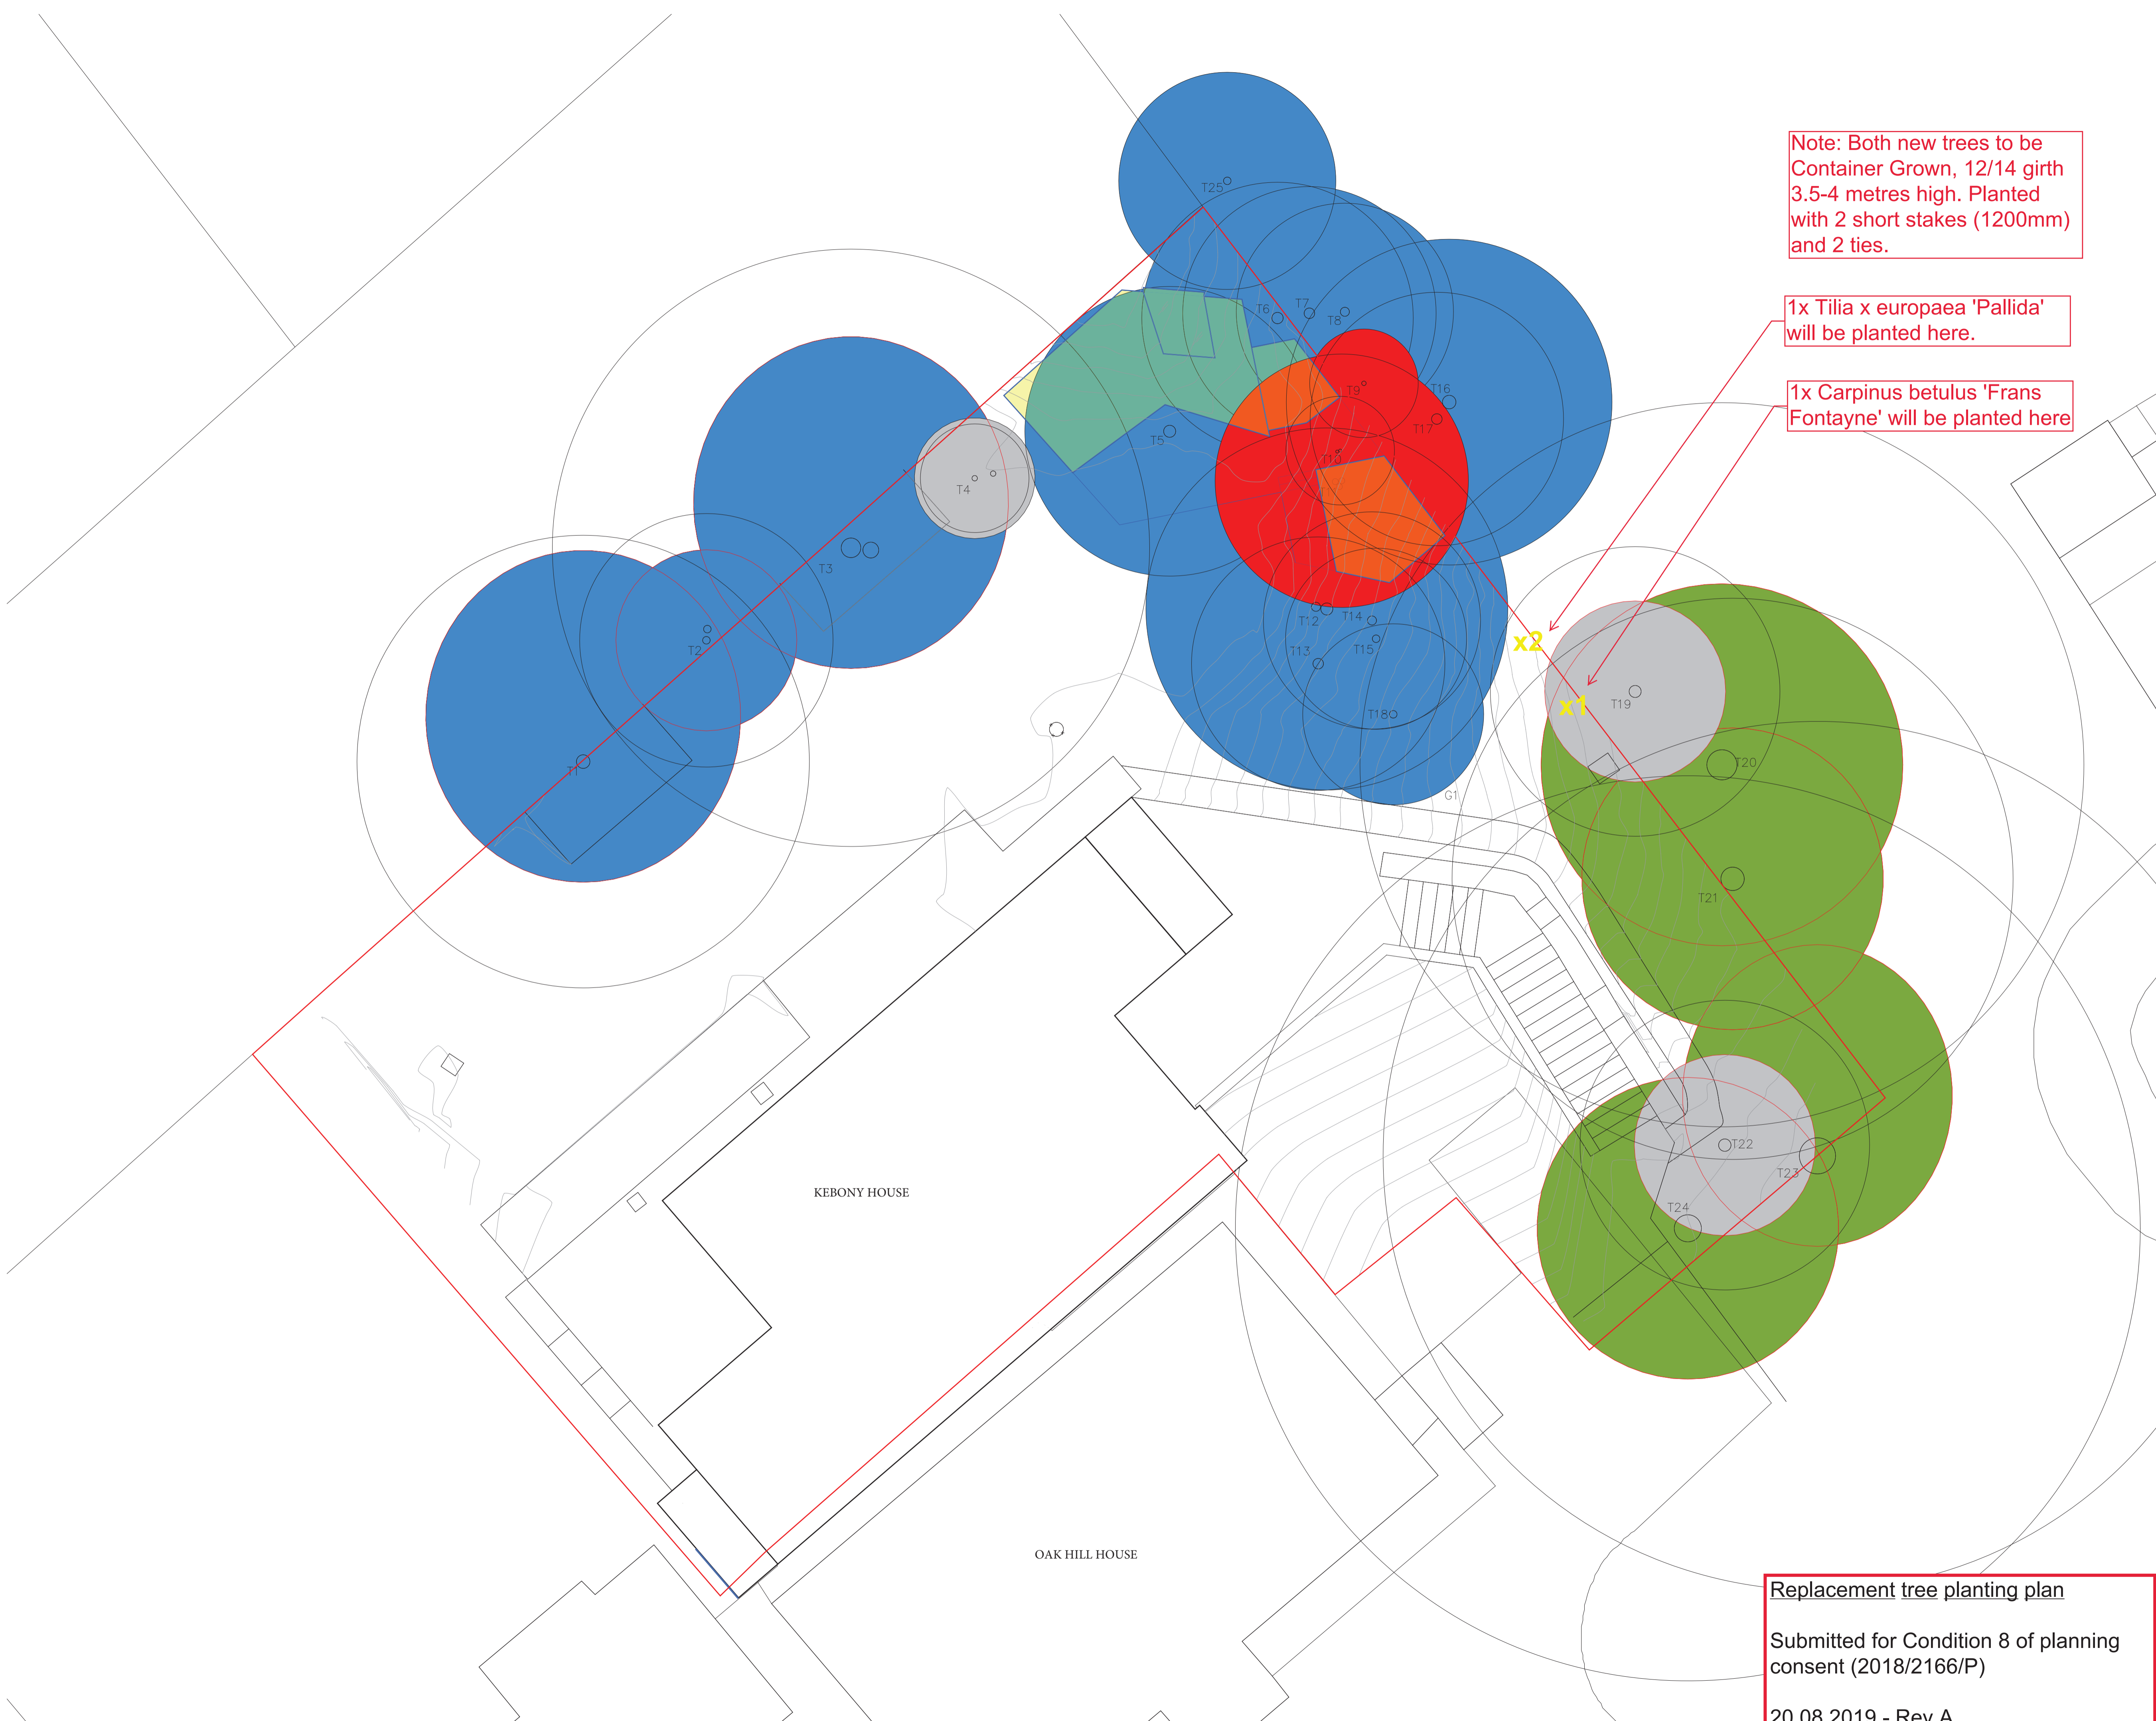 Note: Both new trees to be
Container Grown, 12/14 girth
3.5-4 metres high. Planted
with 2 short stakes (1200mm)
and 2 ties.
1x Tilia x europaea 'Pallida'
will be planted here.
1x Carpinus betulus 'Frans
Fontayne' will be planted here
T25
T6
T7
T8
T9
T16
T17
T5
T10
T4
T3
T2
T1
T12
T14
T13
T15
T18
G1
x2
x1
T19
T20
T21
T22
T23
T24
KEBONY HOUSE
OAK HILL HOUSE
Replacement tree planting plan
Submitted for Condition 8 of planning
consent (2018/2166/P)
20.08.2019 - Rev A